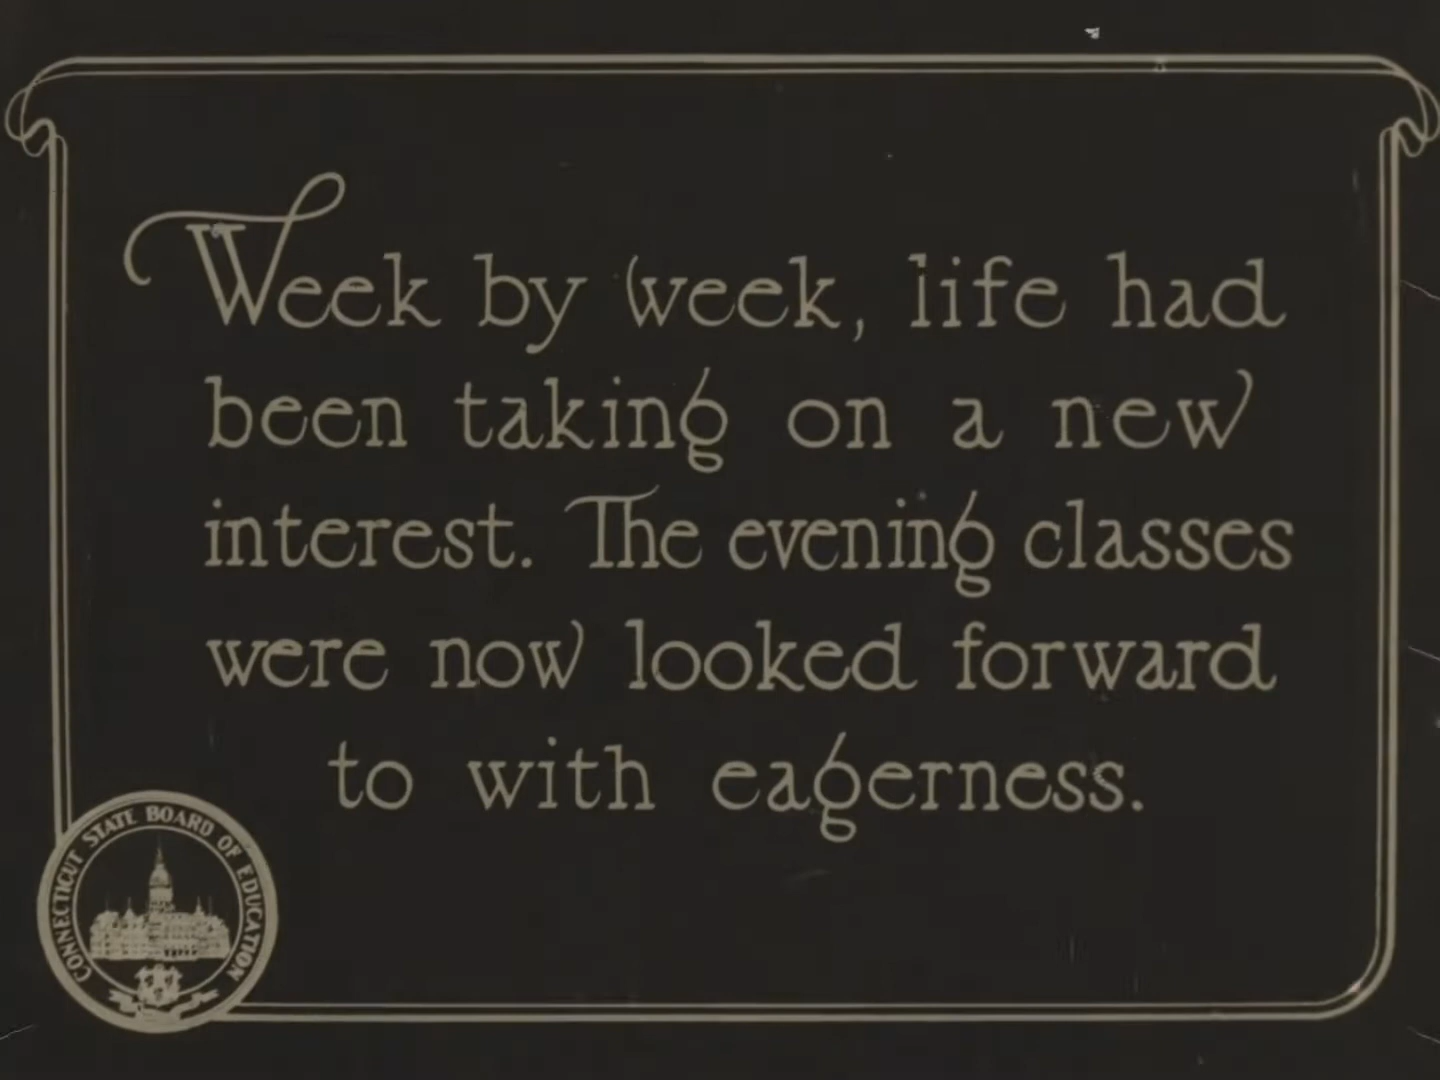 Week by week, life had
been taking on a new
interest. The evening classes
were now looked forward
to with eagerness.
CONNECTICUT STATE BOARD OF EDUCATION